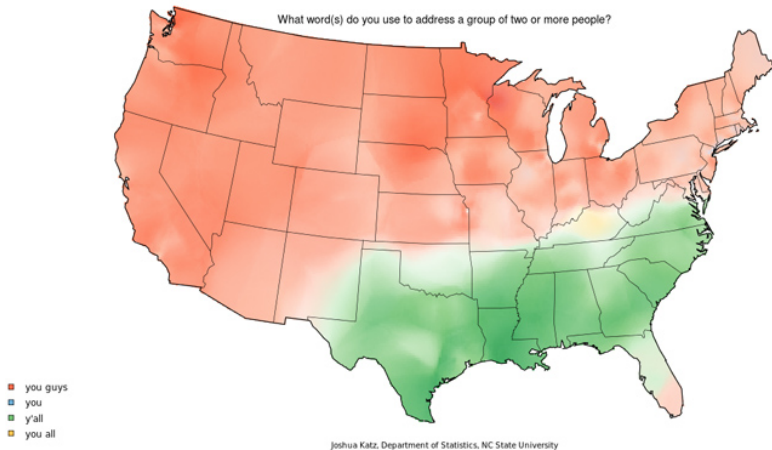 What word(s) do you use to address a group of two or more people?
you guys
you
y'all
you all
Joshua Katz, Department of Statistics, NC State University